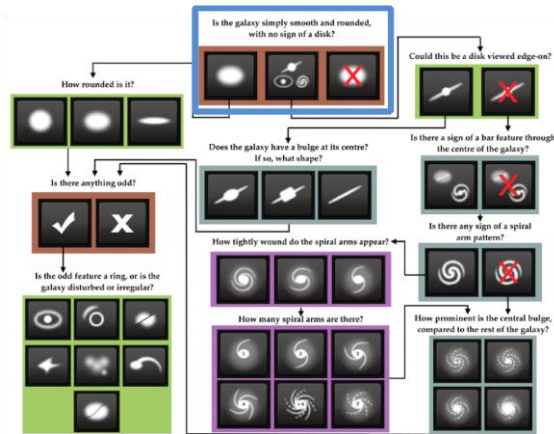 Is the galaxy simply smooth and rounded,
with no sign of a disk?
Could this be a disk viewed edge-on?
How rounded is it?
Does the galaxy have a bulge at its centre?
If so, what shape?
Is there a sign of a bar feature through
the centre of the galaxy?
Is there anything odd?
Is there any sign of a spiral
arm pattern?
How tightly wound do the spiral arms appear?
Is the odd feature a ring, or is the
galaxy disturbed or irregular?
How many spiral arms are there?
How prominent is the central bulge,
compared to the rest of the galaxy?